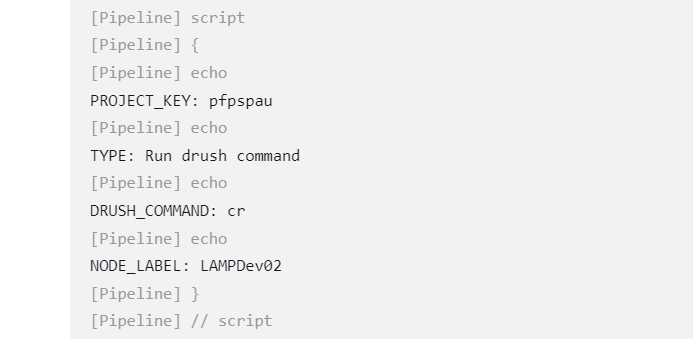 [Pipeline] script
[Pipeline] {
[Pipeline] echo
PROJECT_KEY: pfpspau
[Pipeline] echo
TYPE: Run drush command
[Pipeline] echo
DRUSH_COMMAND: cr
[Pipeline] echo
NODE_LABEL: LAMPDev02
[Pipeline] }
[Pipeline] // script